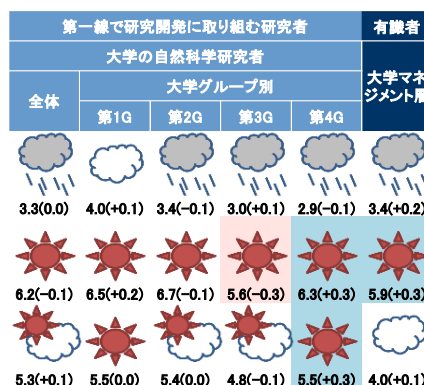 第一線で研究開発に取り組む研究者 有識者
大学の自然科学研究者
大学マネ
ジメント層
全体 大学グループ別
第1G 第2G 第3G 第4G
3.3(0.0) 4.0(+0.1) 3.4(-0.1) 3.0(+0.1) 2.9(-0.1) 3.4(+0.2)
6.2(-0.1) 6.5(+0.2) 6.7(-0.1) 5.6(-0.3) 6.3(+0.3) 5.9(+0.3)
5.3(+0.1) 5.5(0.0) 5.4(0.0) 4.8(-0.1) 5.5(+0.3) 4.0(+0.1)